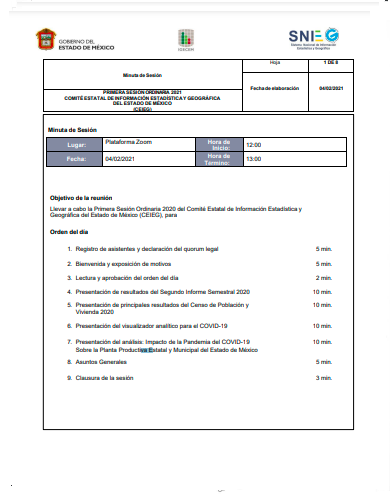 GOBIERNO DEL
ESTADO DE MÉXICO
IGECEM
SNIEG
Sistema Nacional de Información
Estadística y Geográfica
Minuta de Sesión
Hoja
1 DE 8
PRIMERA SESIÓN ORDINARIA 2021
COMITÉ ESTATAL DE INFORMACIÓN ESTADÍSTICA Y GEOGRÁFICA
DEL ESTADO DE MÉXICO
(CEIEG)
Fecha de elaboración
04/02/2021
Minuta de Sesión
Lugar: Plataforma Zoom Hora de Inicio: 12:00
Fecha: 04/02/2021 Hora de Término: 13:00
Objetivo de la reunión
Llevar a cabo la Primera Sesión Ordinaria 2020 del Comité Estatal de Información Estadística y
Geográfica del Estado de México (CEIEG), para
Orden del día
1. Registro de asistentes y declaración del quorum legal 5 min.
2. Bienvenida y exposición de motivos 5 min.
3. Lectura y aprobación del orden del día 2 min.
4. Presentación de resultados del Segundo Informe Semestral 2020 10 min.
5. Presentación de principales resultados del Censo de Población y 10 min.
Vivienda 2020
6. Presentación del visualizador analítico para el COVID-19 10 min.
7. Presentación del análisis: Impacto de la Pandemia del COVID-19 10 min.
Sobre la Planta Productiva Estatal y Municipal del Estado de México
8. Asuntos Generales 5 min.
9. Clausura de la sesión 3 min.